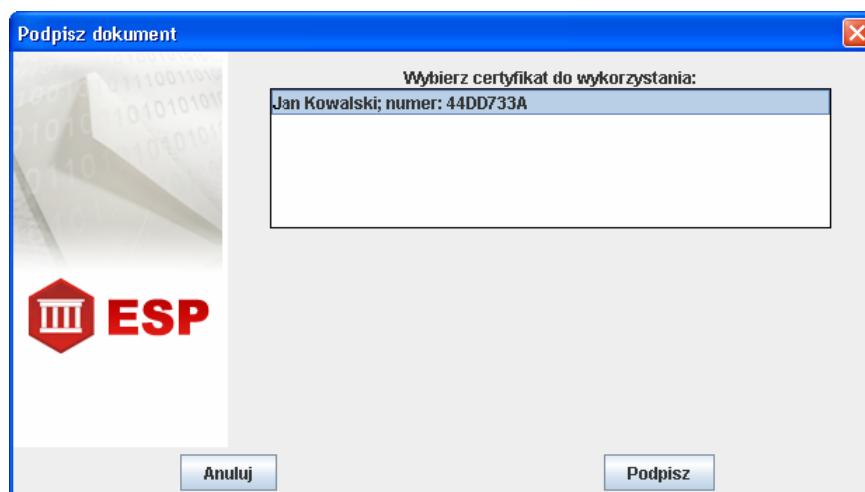 Podpisz dokument
Wybierz certyfikat do wykorzystania:
Jan Kowalski; numer: 44DD733A
ESP
Anuluj
Podpisz